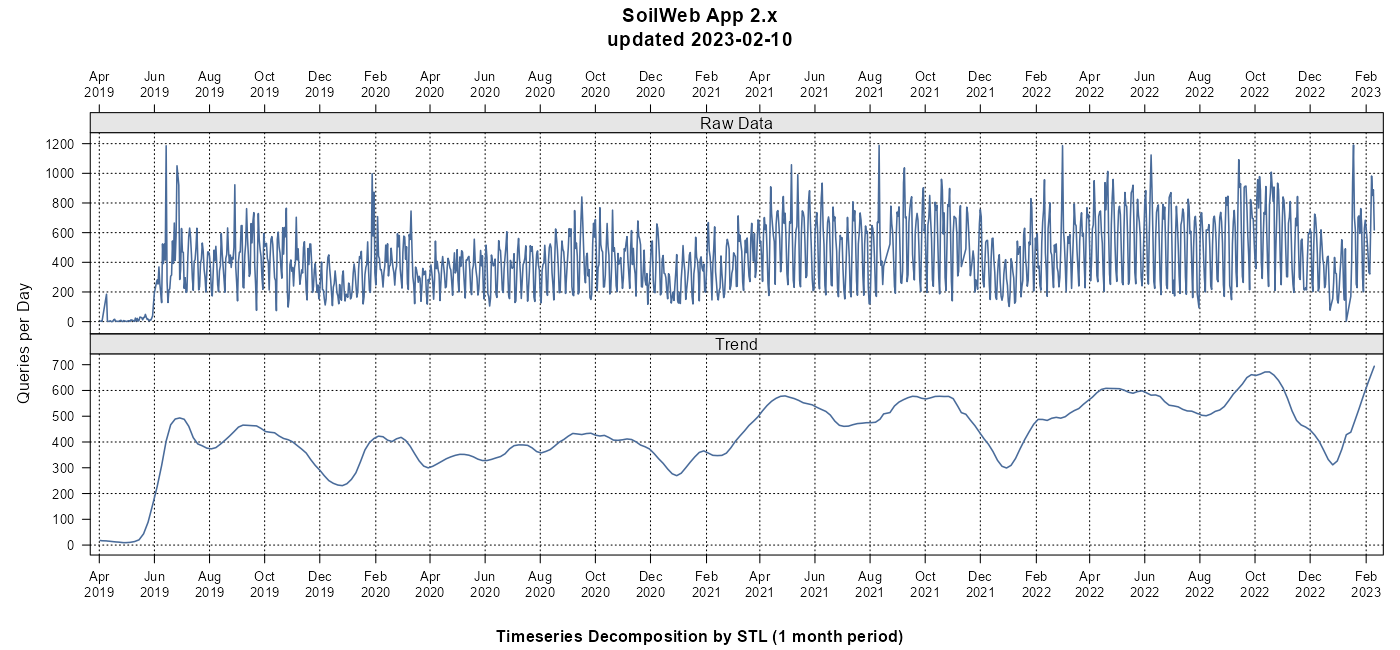 SoilWeb App 2.x
updated 2023-02-10
Apr Jun Aug Oct Dec Feb Apr Jun Aug Oct Dec Feb Apr Jun Aug Oct Dec Feb Apr Jun Aug Oct Dec Feb
2019 2019 2019 2019 2019 2020 2020 2020 2020 2020 2020 2021 2021 2021 2021 2021 2021 2022 2022 2022 2022 2022 2022 2023
Raw Data
1200
1000
800
600
400
200
0
Queries per Day
Trend
700
600
500
400
300
200
100
0
Apr Jun Aug Oct Dec Feb Apr Jun Aug Oct Dec Feb Apr Jun Aug Oct Dec Feb Apr Jun Aug Oct Dec Feb
2019 2019 2019 2019 2019 2020 2020 2020 2020 2020 2020 2021 2021 2021 2021 2021 2021 2022 2022 2022 2022 2022 2022 2023
Timeseries Decomposition by STL (1 month period)